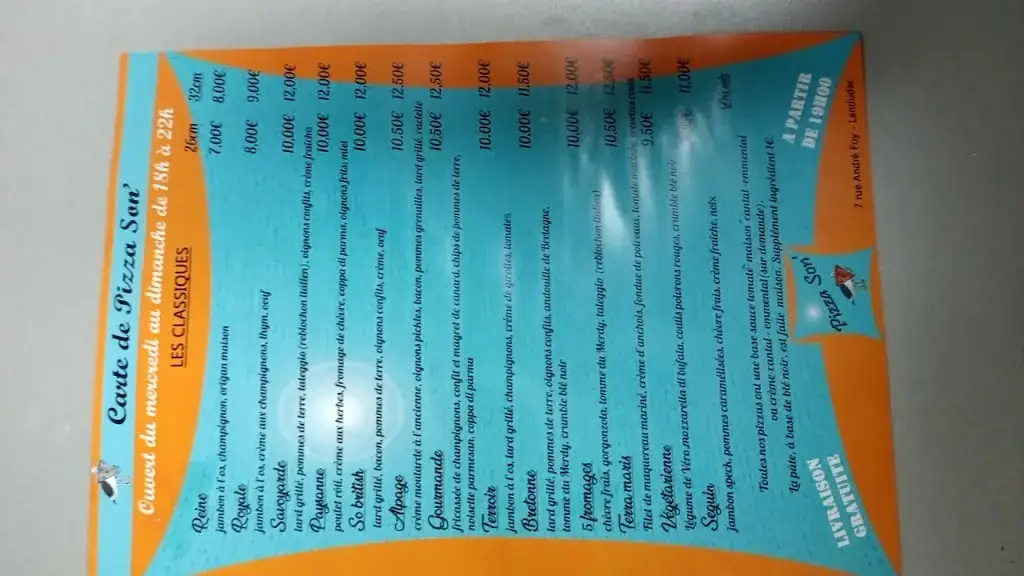 Carte de Pizza Son'
Ouvert du mercredi au dimanche de 18h à 22h
LES CLASSIQUES
26cm 32cm
Reine 7,00€ 8,00€
jambon à l'os, champignon, origan maison
Royale 8,00€ 9,00€
jambon à l'os, crème aux champignons, thym, oeuf
Savoyarde 10,00€ 12,00€
lard grillé, pommes de terre, taleggio (reblochon italien), oignons confits, crème fraîche
Paysanne 10,00€ 12,00€
poulet rôti, crème aux herbes, fromage de chèvre, coppa di parma, oignons frits miel
So british 10,00€ 12,00€
lard grillé, bacon, pommes de terre, oignons confits, crème, oeuf
Apage 10,50€ 12,50€
crème moutarde à l'ancienne, oignons pickles, bacon, pommes grenailles, lard grillé, raclette
Gourmande 10,50€ 12,50€
fricassée de champignons, confit et magret de canard, chips de pommes de terre,
noisette parmesan, coppa di parma
Terroir 10,00€ 12,00€
jambon à l'os, lard grillé, champignons, crème de girolles, tomates
Bretonne 10,00€ 11,50€
lard grillé, pommes de terre, oignons confits, andouille de Bretagne,
tomme du Merdy, crumble blé noir
5 fromages 10,00€ 12,00€
chèvre frais, gorgonzola, tomme du Merdy, taleggio (reblochon italien)
Terra maris 10,50€ 12,50€
Filet de maquereau mariné, crème d'anchois, fondue de poireaux, tomate
Végétarienne 9,50€ 11,50€
Légume de Véro, mozzarella di bufala, coulis poivrons rouges, crumble blé noir
Seguin 11,00€
jambon speck, pommes caramélisées, chèvre frais, crème fraîche, noix
Toutes nos pizzas ont une base sauce tomate "maison" cantal -emmental
ou crème-cantal- emmental (sur demande).
La pâte, à base de blé noir, est faite maison. Supplément ingrédient 1€.
LIVRAISON
GRATUITE
Pizza Son'
A PARTIR
DE 19H00
7 rue André Foy - Landudec